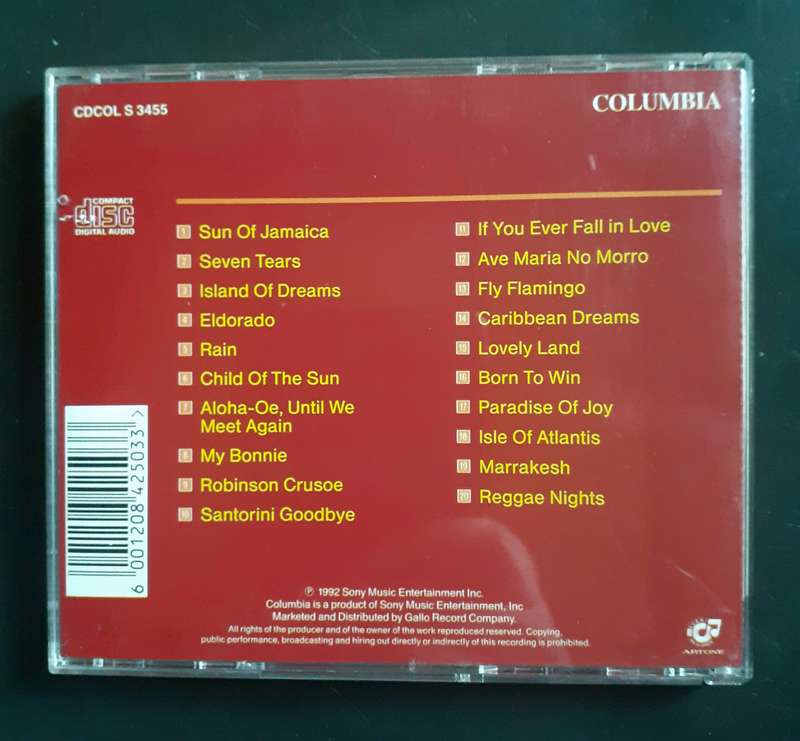 CDCOL S 3455
COLUMBIA
COMPACT
disc
DIGITAL AUDIO
1 Sun Of Jamaica
2 Seven Tears
3 Island Of Dreams
4 Eldorado
5 Rain
6 Child Of The Sun
7 Aloha-Oe, Until We
Meet Again
8 My Bonnie
9 Robinson Crusoe
10 Santorini Goodbye
11 If You Ever Fall in Love
12 Ave Maria No Morro
13 Fly Flamingo
14 Caribbean Dreams
15 Lovely Land
16 Born To Win
17 Paradise Of Joy
18 Isle Of Atlantis
19 Marrakesh
20 Reggae Nights
6 001208 425033 >
℗ 1992 Sony Music Entertainment Inc.
Columbia is a product of Sony Music Entertainment, Inc
Marketed and Distributed by Gallo Record Company.
All rights of the producer and of the owner of the work reproduced reserved. Copying,
public performance, broadcasting and hiring out directly or indirectly of this recording is prohibited.
ARTONE